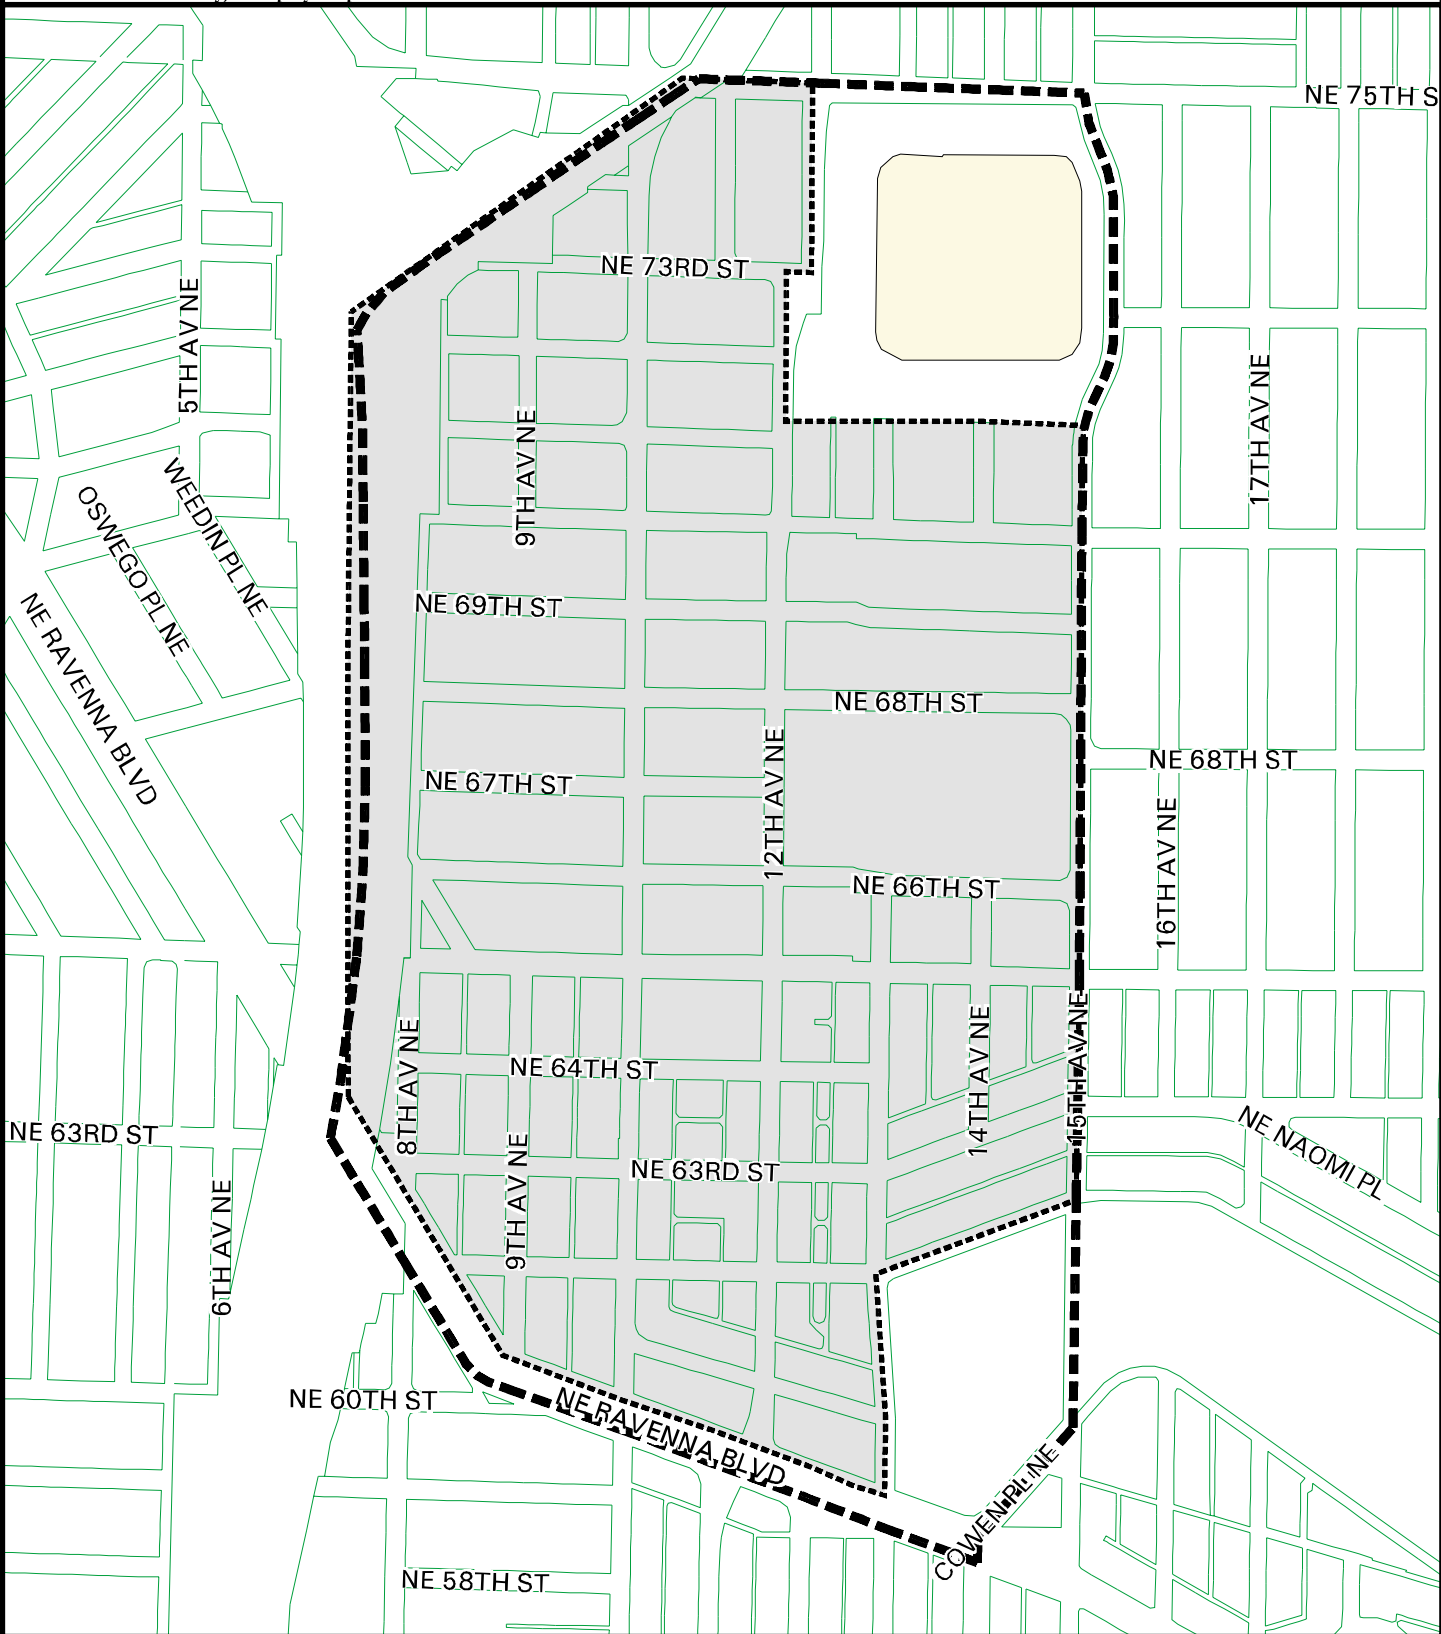 NE 75TH S
NE 73RD ST
5TH AV NE
17TH AV NE
9TH AV NE
WEEDIN PL NE
OSWEGO PL NE
NE RAVENNA BLVD
NE 69TH ST
NE 68TH ST
NE 68TH ST
NE 67TH ST
12TH AV NE
16TH AV NE
NE 66TH ST
8TH AV NE
14TH AV NE
15TH AV NE
NE 64TH ST
NE 63RD ST
NE NAOMI PL
NE 63RD ST
9TH AV NE
6TH AV NE
NE 60TH ST
NE RAVENNA BLVD
COWEN PL NE
NE 58TH ST